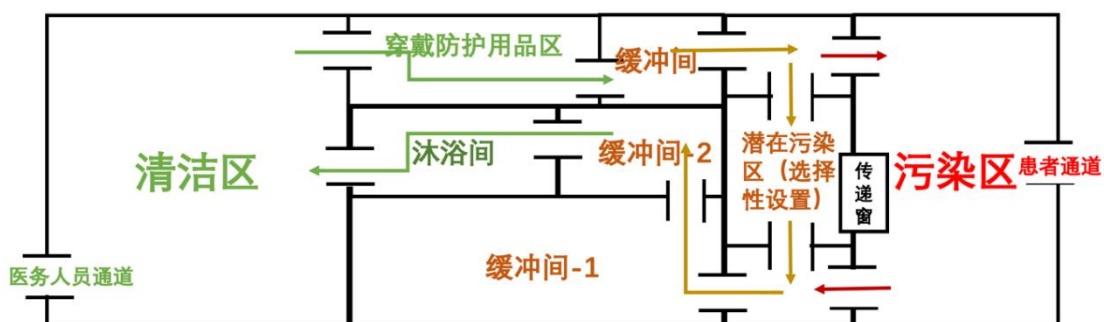 穿戴防护用品区
缓冲间
清洁区
沐浴间
缓冲间-2
潜在污染
区（选择
性设置）
传
递
窗
污染区
患者通道
医务人员通道
缓冲间-1